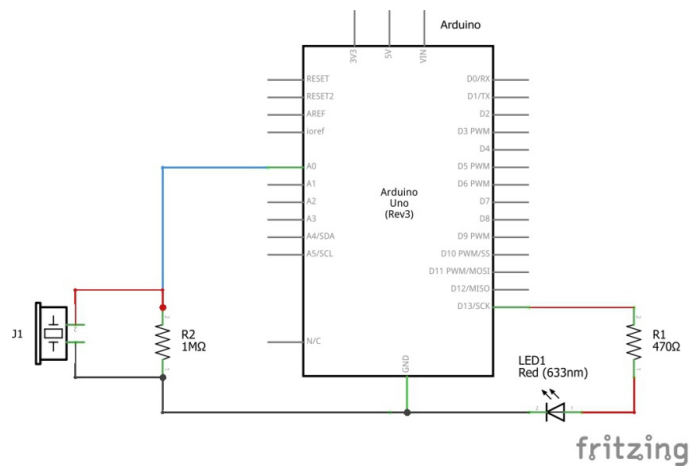 Arduino
3V3
5V
VIN
RESET
RESET2
AREF
ioref
A0
A1
A2
A3
A4/SDA
A5/SCL
N/C
D0/RX
D1/TX
D2
D3 PWM
D4
D5 PWM
D6 PWM
D7
D8
D9 PWM
D10 PWM/SS
D11 PWM/MOSI
D12/MISO
D13/SCK
Arduino
Uno
(Rev3)
GND
J1
R2
1MΩ
R1
470Ω
LED1
Red (633nm)
fritzing